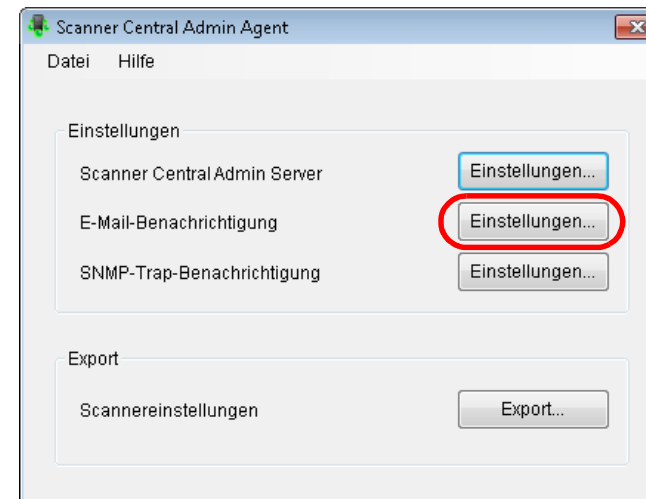 Scanner Central Admin Agent
Datei Hilfe
Einstellungen
Scanner Central Admin Server Einstellungen...
E-Mail-Benachrichtigung Einstellungen...
SNMP-Trap-Benachrichtigung Einstellungen...
Export
Scannereinstellungen Export...